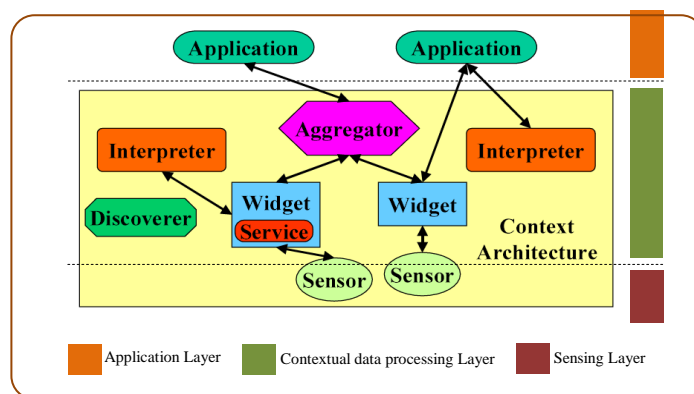 Application
Application
Aggregator
Interpreter
Interpreter
Widget
Service
Widget
Discoverer
Context
Architecture
Sensor
Sensor
Application Layer
Contextual data processing Layer
Sensing Layer